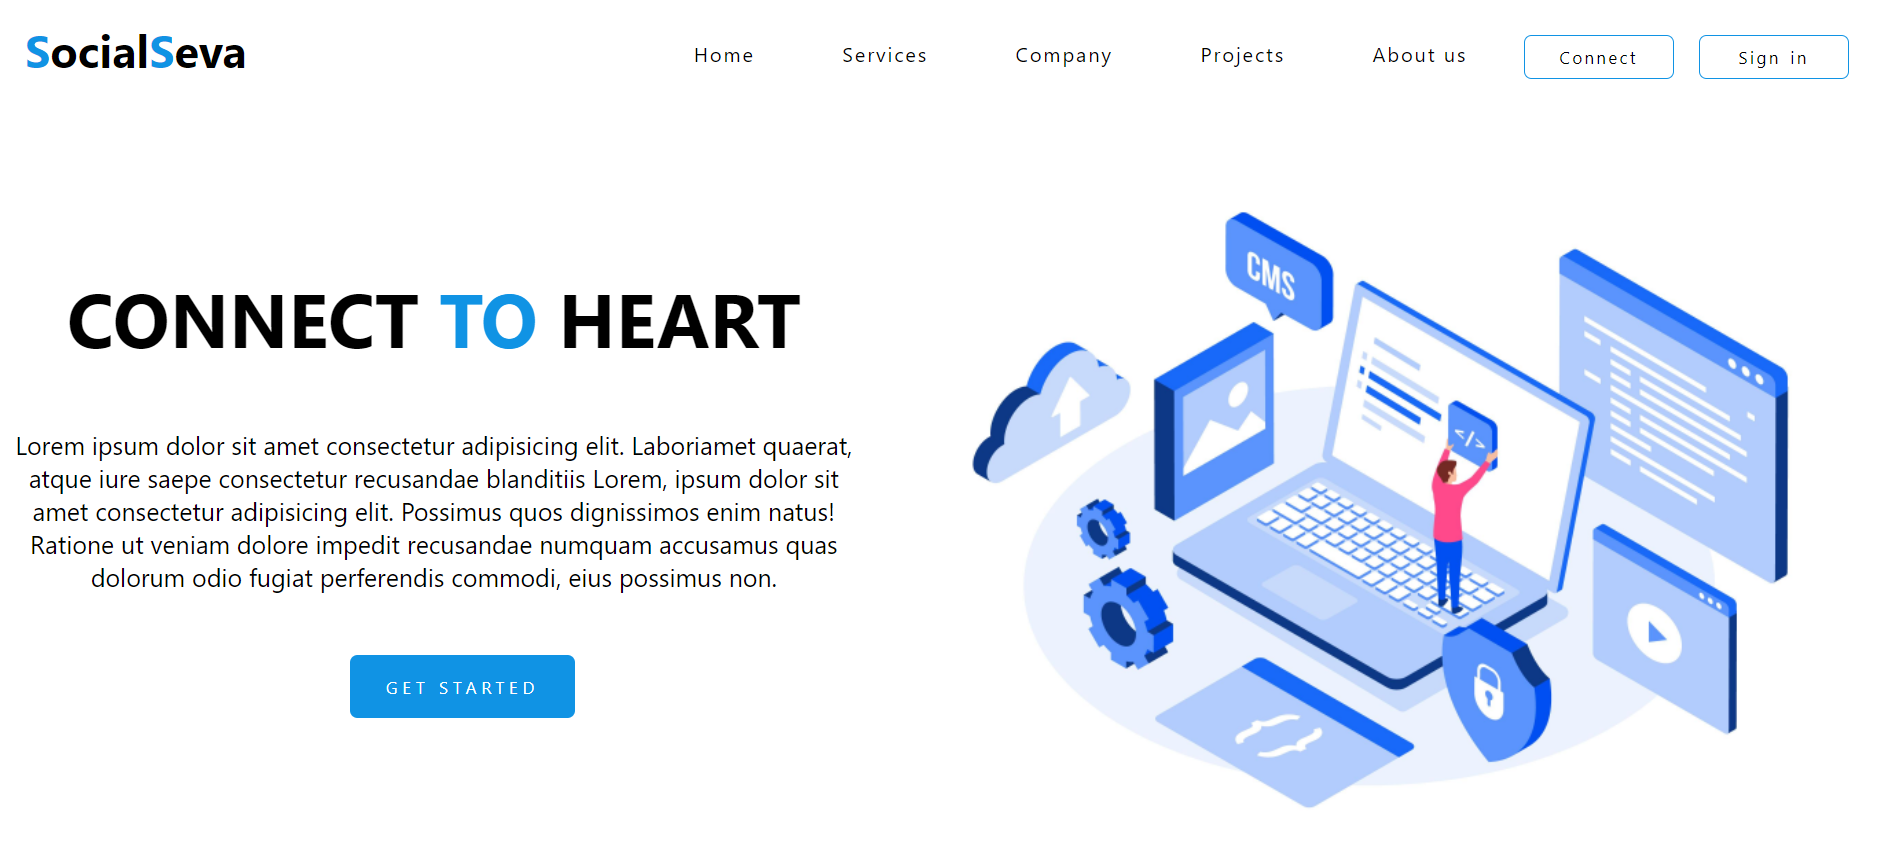 SocialSeva
Home Services Company Projects About us Connect Sign in
CONNECT TO HEART
Lorem ipsum dolor sit amet consectetur adipisicing elit. Laboriamet quaerat,
atque iure saepe consectetur recusandae blanditiis Lorem, ipsum dolor sit
amet consectetur adipisicing elit. Possimus quos dignissimos enim natus!
Ratione ut veniam dolore impedit recusandae numquam accusamus quas
dolorum odio fugiat perferendis commodi, eius possimus non.
GET STARTED
CMS
</>
{}